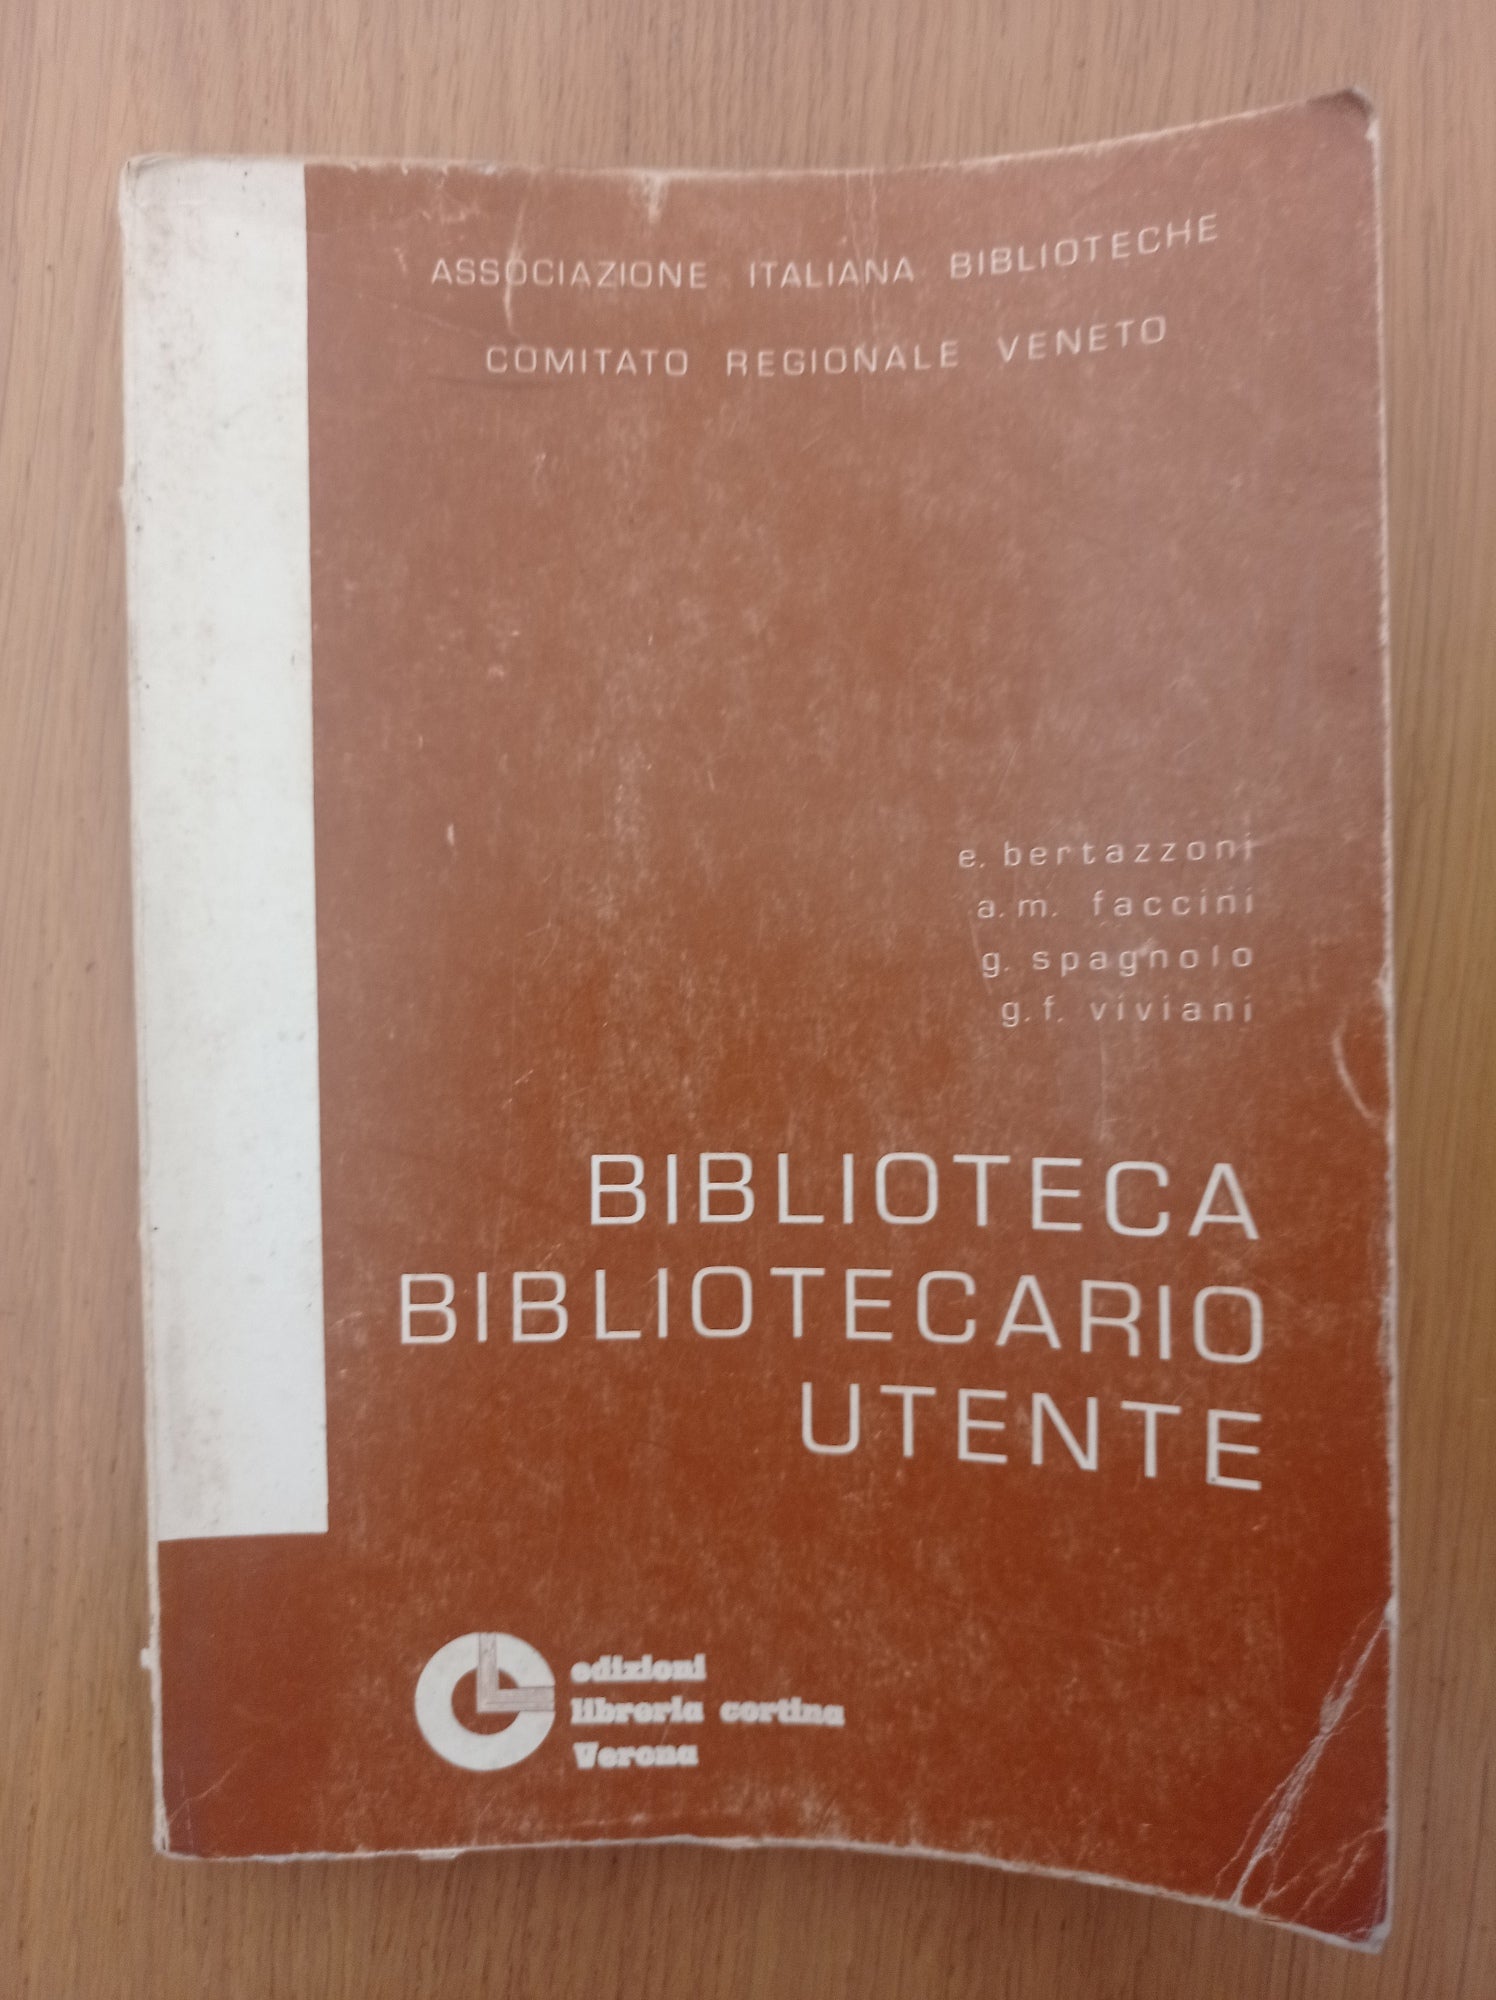 ASSOCIAZIONE ITALIANA BIBLIOTECHE
COMITATO REGIONALE VENETO
e. bertazzoni
a. m. faccini
g. spagnolo
g. f. viviani
BIBLIOTECA
BIBLIOTECARIO
UTENTE
edizioni
libreria cortina
Verona